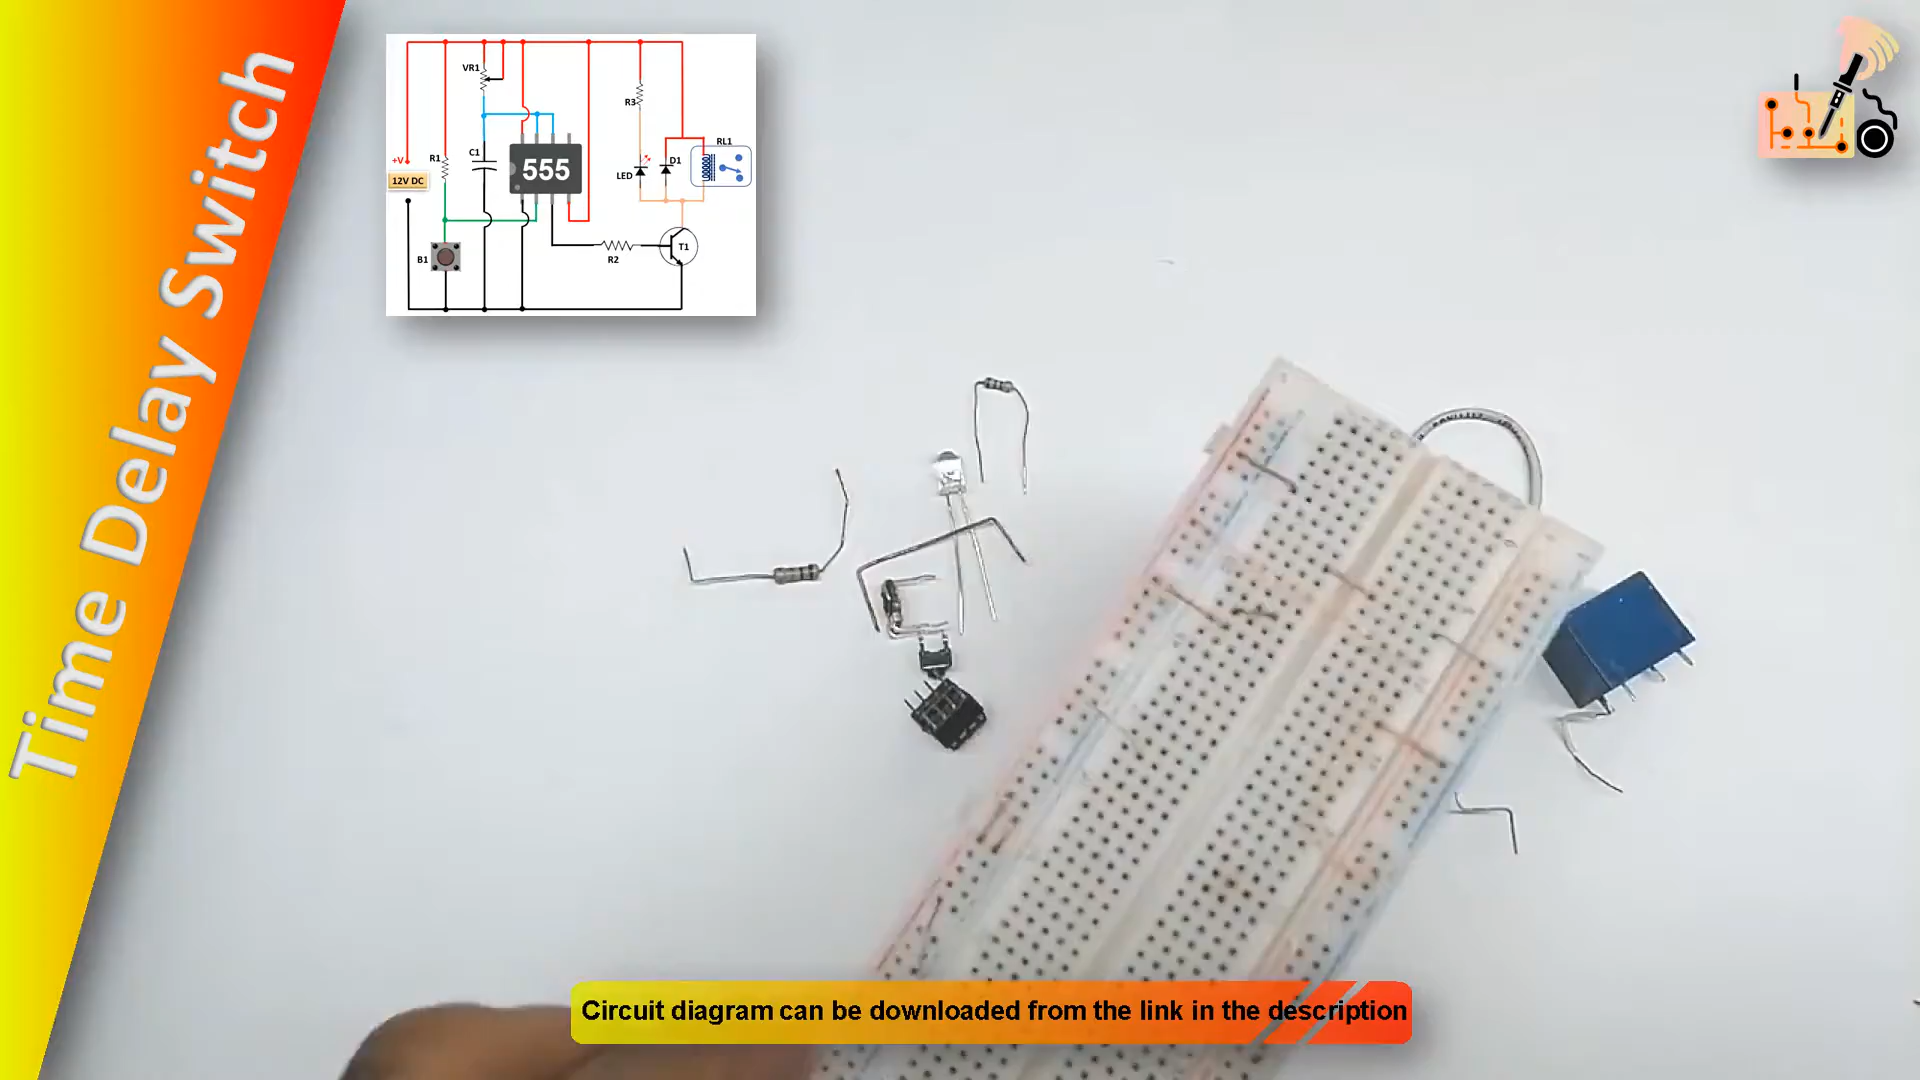 Time Delay Switch
VR1
R3
+V
R1
C1
555
RL1
D1
LED
12V DC
B1
R2
T1
Circuit diagram can be downloaded from the link in the description